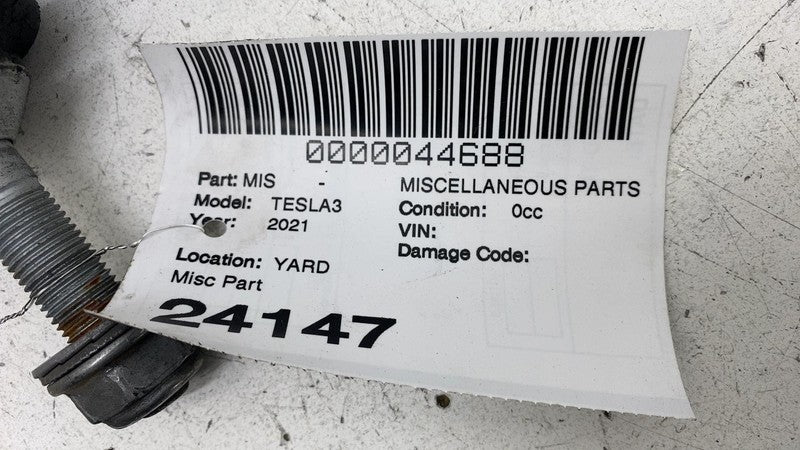 0000044688
Part: MIS - MISCELLANEOUS PARTS
Model: TESLA3 Condition: 0cc
Year: 2021 VIN:
Damage Code:
Location: YARD
Misc Part
24147